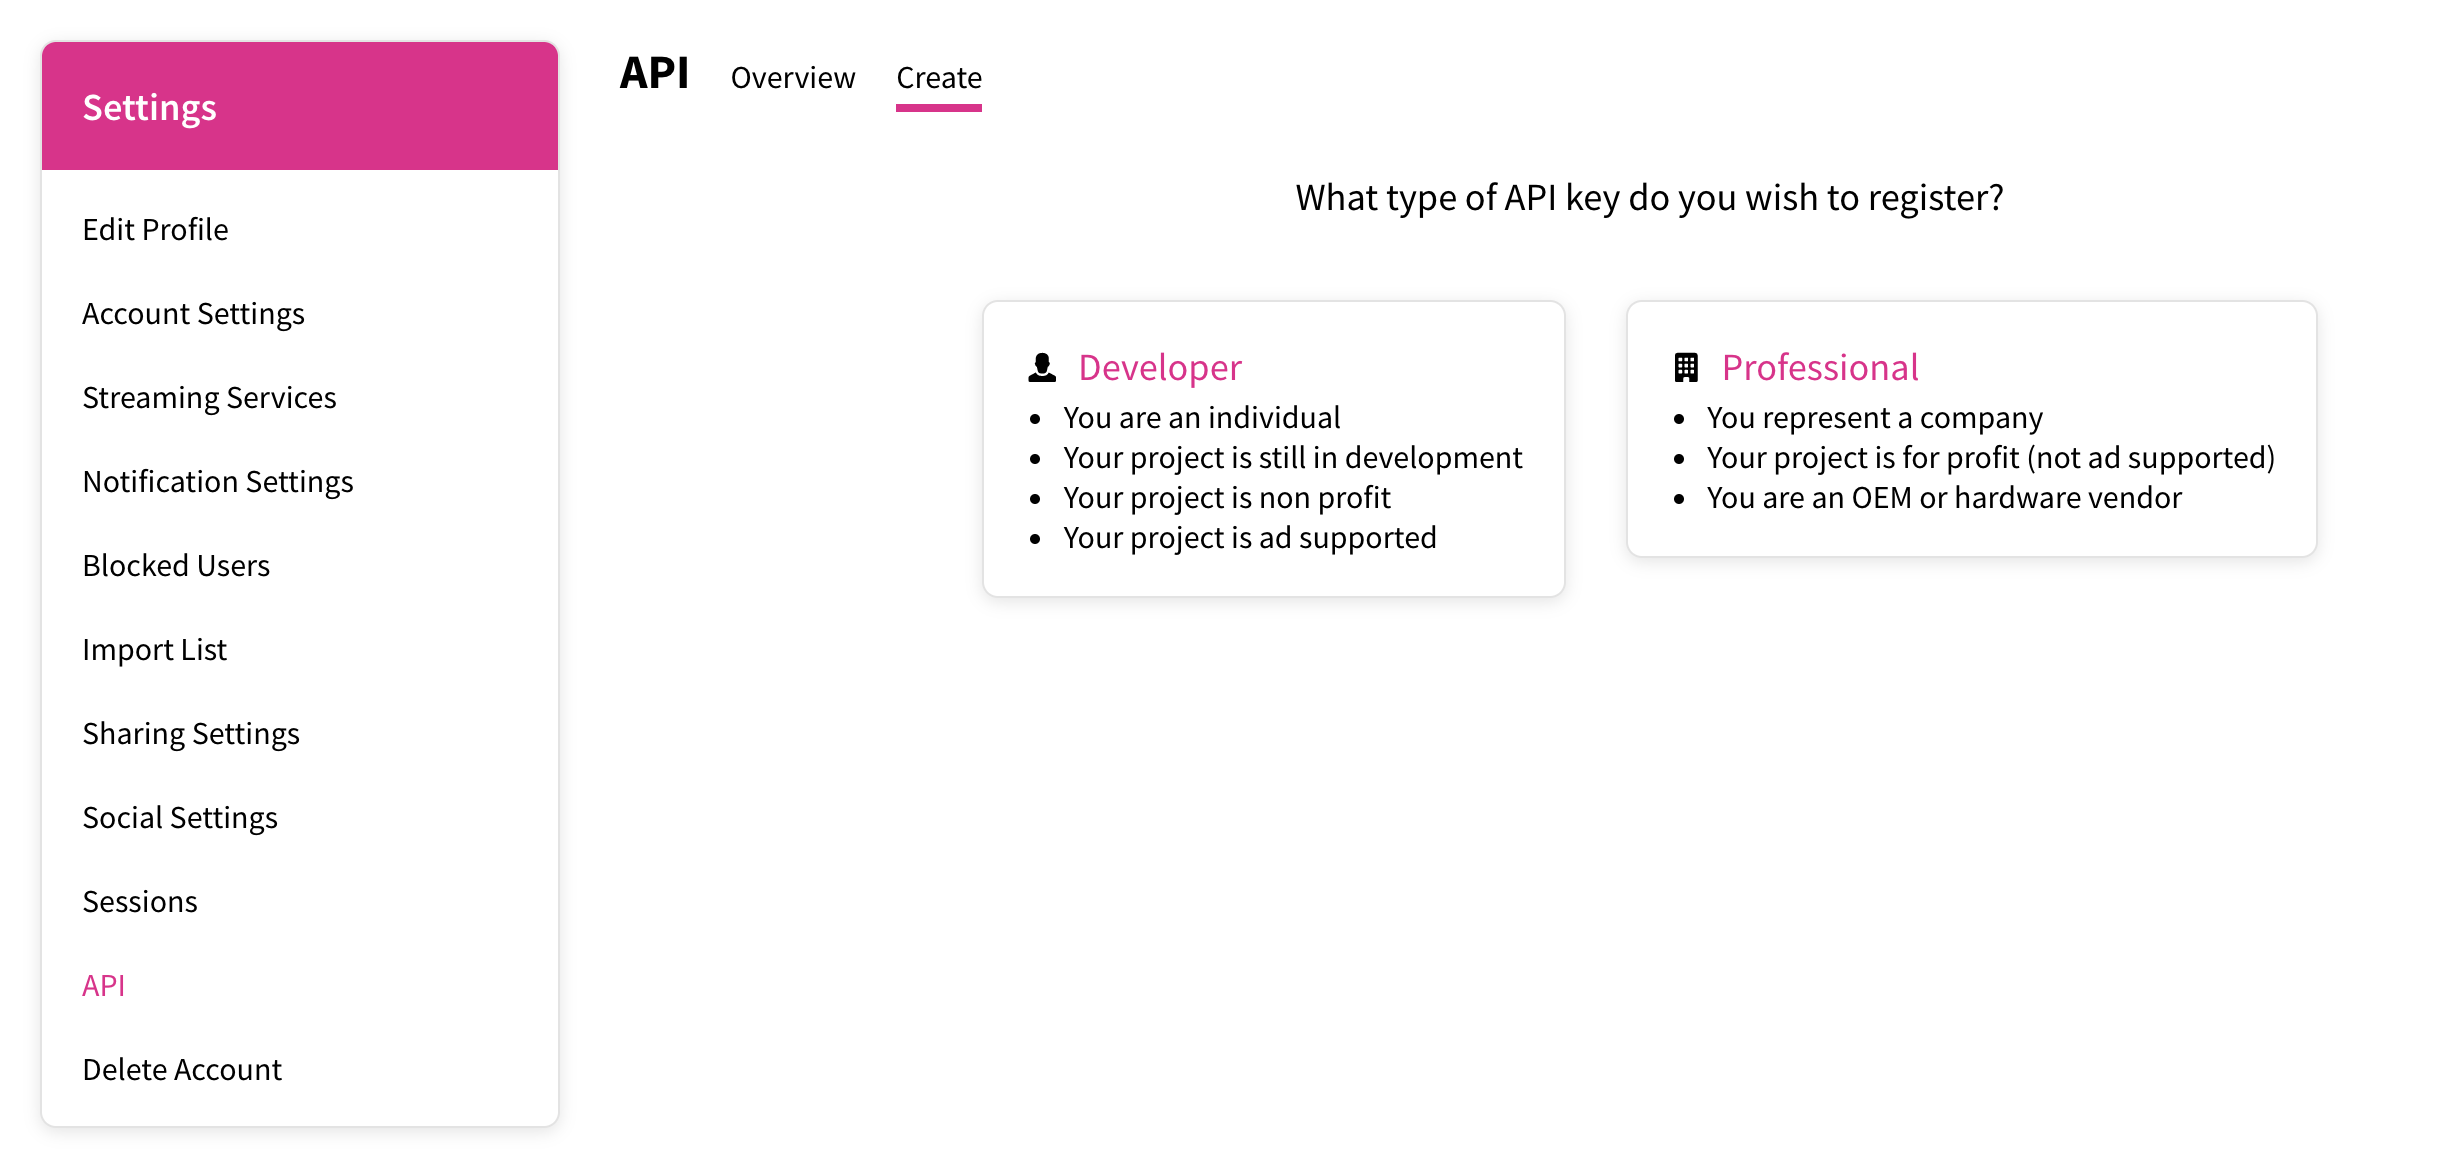 Settings
Edit Profile
Account Settings
Streaming Services
Notification Settings
Blocked Users
Import List
Sharing Settings
Social Settings
Sessions
API
Delete Account
API Overview Create
What type of API key do you wish to register?
Developer
• You are an individual
• Your project is still in development
• Your project is non profit
• Your project is ad supported
Professional
• You represent a company
• Your project is for profit (not ad supported)
• You are an OEM or hardware vendor